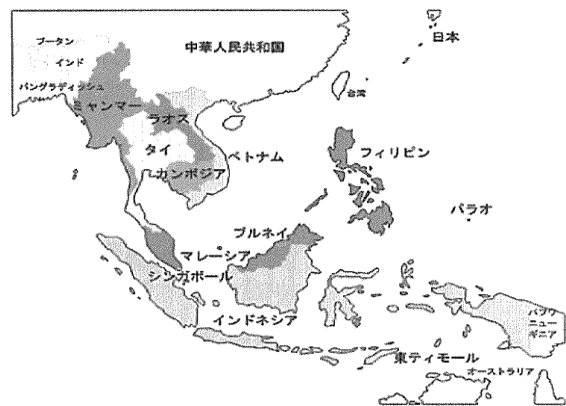 ブータン
中華人民共和国
日本
インド
バングラディッシュ
ミャンマー
台湾
ラオス
タイ
ベトナム
フィリピン
カンボジア
パラオ
ブルネイ
マレーシア
シンガポール
インドネシア
パプワ
ニュー
ギニア
東ティモール
オーストラリア